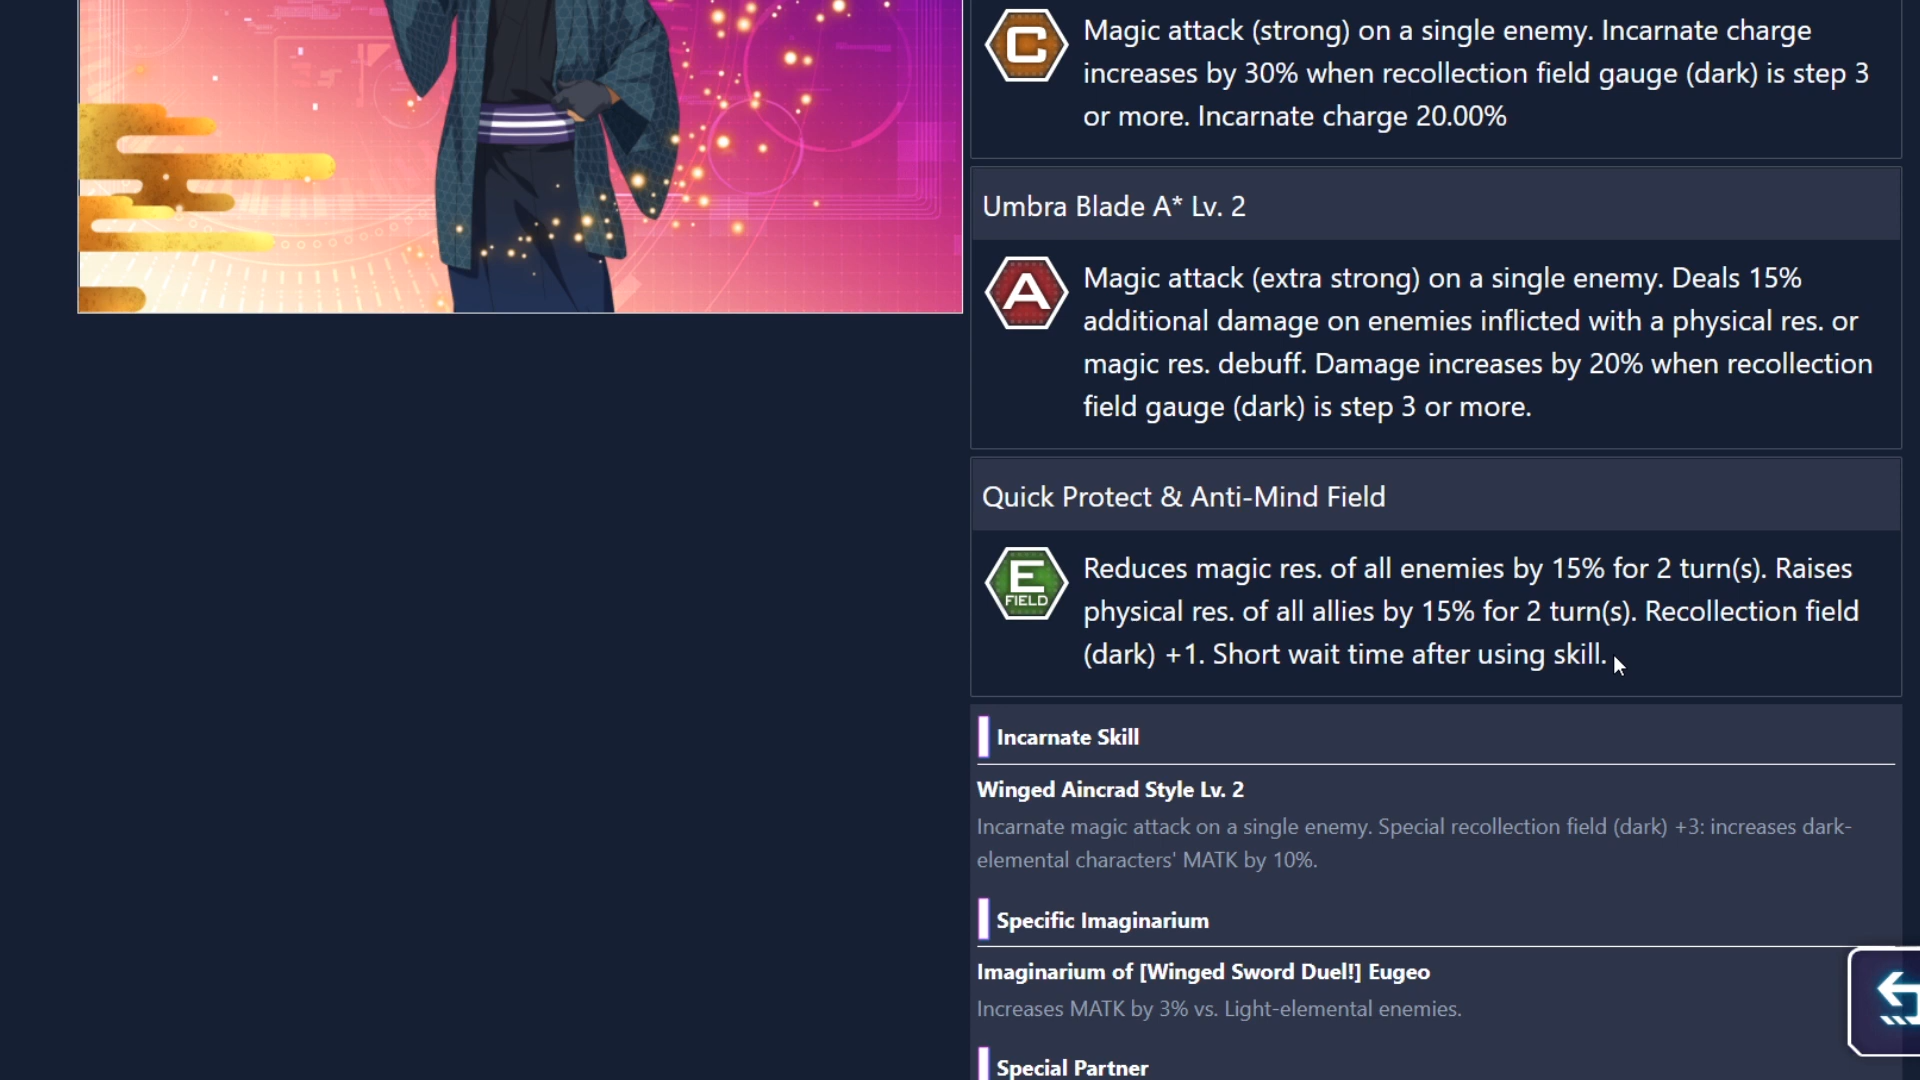 C
Magic attack (strong) on a single enemy. Incarnate charge
increases by 30% when recollection field gauge (dark) is step 3
or more. Incarnate charge 20.00%
Umbra Blade A* Lv. 2
A
Magic attack (extra strong) on a single enemy. Deals 15%
additional damage on enemies inflicted with a physical res. or
magic res. debuff. Damage increases by 20% when recollection
field gauge (dark) is step 3 or more.
Quick Protect & Anti-Mind Field
E
FIELD
Reduces magic res. of all enemies by 15% for 2 turn(s). Raises
physical res. of all allies by 15% for 2 turn(s). Recollection field
(dark) +1. Short wait time after using skill.
Incarnate Skill
Winged Aincrad Style Lv. 2
Incarnate magic attack on a single enemy. Special recollection field (dark) +3: increases dark-
elemental characters' MATK by 10%.
Specific Imaginarium
Imaginarium of [Winged Sword Duel!] Eugeo
Increases MATK by 3% vs. Light-elemental enemies.
Special Partner